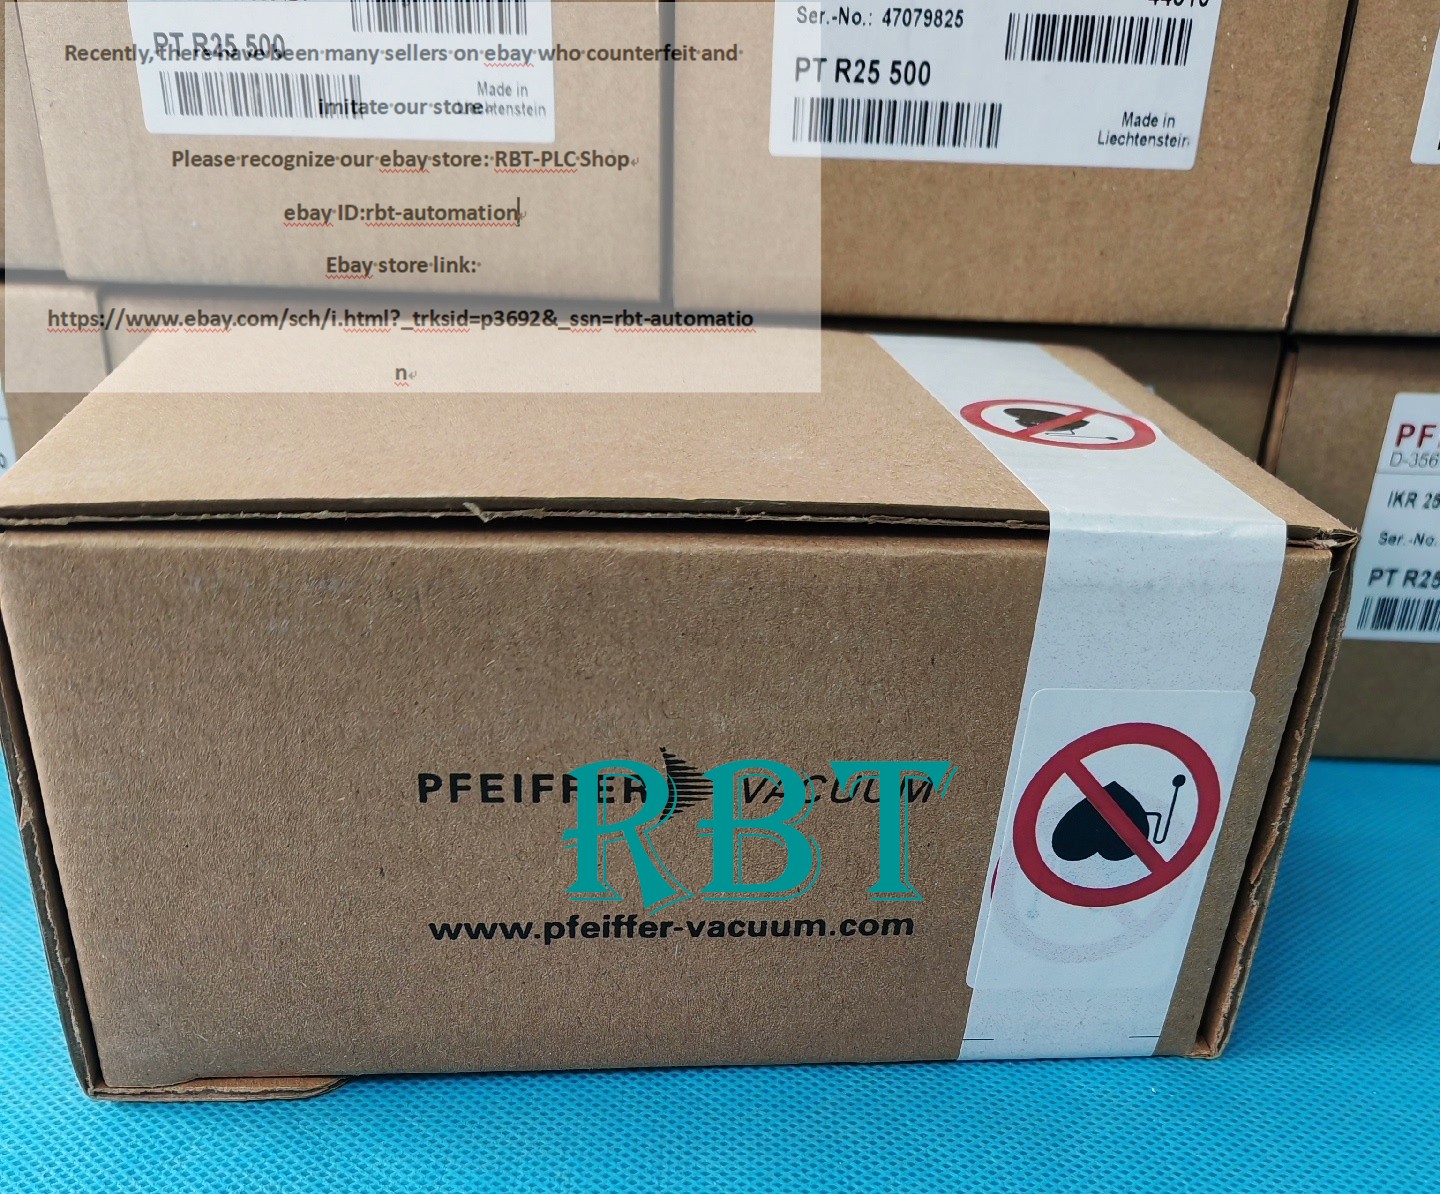 Recently, there have been many sellers on ebay who counterfeit and
imitate our store.
Please recognize our ebay store: RBT-PLC Shop
ebay ID:rbt-automation
Ebay store link:
https://www.ebay.com/sch/i.html?_trksid=p3692&_ssn=rbt-automatio
n
PT R25 500
Made in
Liechtenstein
Ser.-No.: 47079825
PT R25 500
Made in
Liechtenstein
D-356
IKR 25
Ser.-No.
PT R25
PFEIFFER VACUUM
RBT
www.pfeiffer-vacuum.com